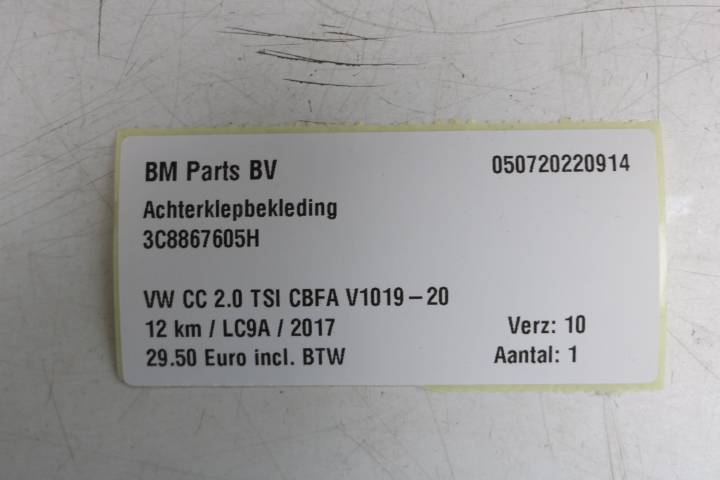 BM Parts BV 050720220914
Achterklepbekleding
3C8867605H
VW CC 2.0 TSI CBFA V1019-20
12 km / LC9A / 2017 Verz: 10
29.50 Euro incl. BTW Aantal: 1